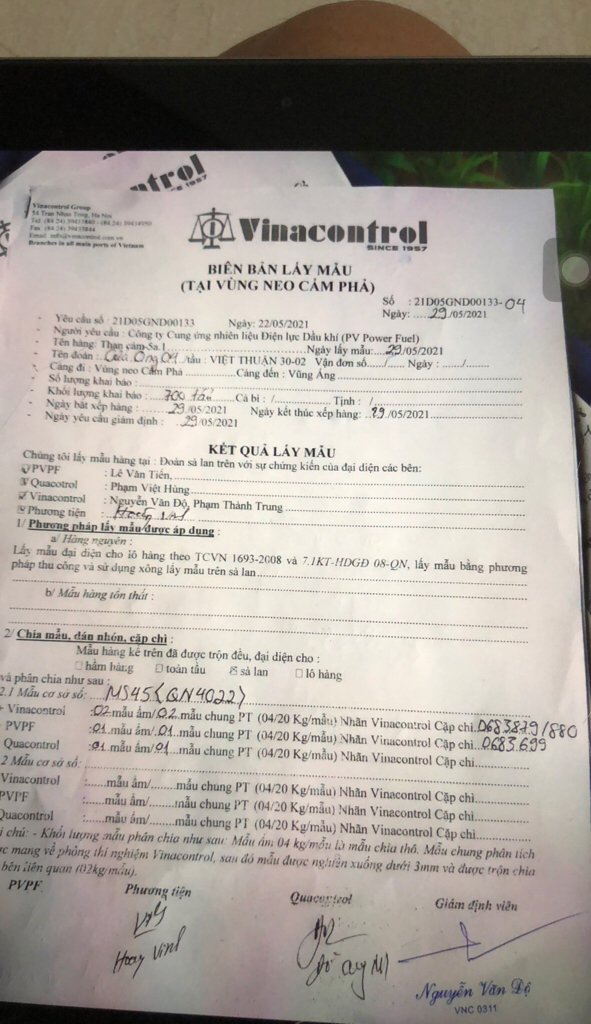 ntrol
SINCE 1957
Vinacontrol Group
54 Tran Nhan Tong, Ha Noi
Email
Branches in all main ports of Vietnam
Vinacontrol
SINCE 1957
BIÊN BẢN LẤY MẪU
(TẠI VÙNG NEO CẨM PHẢ)
Số : 21D05GND00133-04
Ngày: .....29./05/2021
- Yêu cầu số : 21D05GND00133 Ngày: 22/05/2021
- Người yêu cầu : Công ty Cung ứng nhiên liệu Điện lực Dầu khí (PV Power Fuel)
- Tên hàng: Than cám 5a.1 Ngày lấy mẫu: 29/05/2021
- Tên đoàn : Cửa Ông 04 /tàu : VIỆT THUẬN 30-02 Vận đơn số....../...... Ngày : ....../......
- Cảng đi : Vùng neo Cẩm Phả Cảng đến : Vũng Áng
- Số lượng khai báo :
- Khối lượng khai báo : 700 tấn Cả bì : / Tịnh : /
- Ngày bắt xếp hàng : 29/05/2021 Ngày kết thúc xếp hàng: 29/05/2021
- Ngày yêu cầu giám định : 29/05/2021
KẾT QUẢ LẤY MẪU
Chúng tôi lấy mẫu hàng tại : Đoàn sà lan trên với sự chứng kiến của đại diện các bên:
PVPF : Lê Văn Tiến,
Quacotrol : Phạm Việt Hùng
Vinacontrol : Nguyễn Văn Độ, Phạm Thành Trung
Phương tiện :
1/ Phương pháp lấy mẫu được áp dụng :
a/ Hàng nguyên :
Lấy mẫu đại diện cho lô hàng theo TCVN 1693-2008 và 7.1KT-HDGĐ 08-QN, lấy mẫu bằng phương
pháp thu công và sử dụng xông lấy mẫu trên sà lan
b/ Mẫu hàng tổn thất :
2/ Chia mẫu, dán nhón, cặp chì :
Mẫu hàng kể trên đã được trộn đều, đại diện cho :
☐ hầm hàng ☐ toàn tầu ☑ sà lan ☐ lô hàng
và phân chia như sau :
2.1 Mẫu cơ sở số: MS45 (QN4022)
+ Vinacontrol :02 mẫu ẩm/02 mẫu chung PT (04/20 Kg/mẫu) Nhãn Vinacontrol Cặp chì 0683879/880
PVPF :01 mẫu ẩm/01 mẫu chung PT (04/20 Kg/mẫu) Nhãn Vinacontrol Cặp chì 0683699
Quacontrol :01 mẫu ẩm/01 mẫu chung PT (04/20 Kg/mẫu) Nhãn Vinacontrol Cặp chì
2 Mẫu cơ sở số:
Vinacontrol :......mẫu ẩm/......mẫu chung PT (04/20 Kg/mẫu) Nhãn Vinacontrol Cặp chì
PVPF :......mẫu ẩm/......mẫu chung PT (04/20 Kg/mẫu) Nhãn Vinacontrol Cặp chì
Quacontrol :......mẫu ẩm/......mẫu chung PT (04/20 Kg/mẫu) Nhãn Vinacontrol Cặp chì
i chú: - Khối lượng mẫu phân chia như sau: Mẫu ẩm 04 kg/mẫu là mẫu chia thô. Mẫu chung phân tích
c mang về phòng thí nghiệm Vinacontrol, sau đó mẫu được nghiền xuống dưới 3mm và được trộn chia
bên liên quan (02kg/mẫu).
PVPF Phương tiện Quacontrol Giám định viên
Nguyễn Văn Độ
VNC 0311